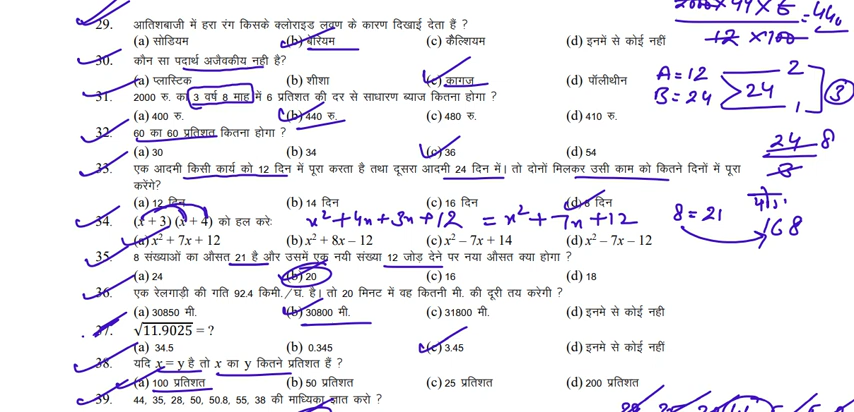 29. आतिशबाजी में हरा रंग किसके क्लोराइड लवण के कारण दिखाई देता हैं ?
(a) सोडियम (b) बेरियम (c) कैल्शियम (d) इनमें से कोई नहीं
30. कौन सा पदार्थ अजैवकीय नही है?
(a) प्लास्टिक (b) शीशा (c) कागज (d) पॉलीथीन
31. 2000 रु. का 3 वर्ष 8 माह में 6 प्रतिशत की दर से साधारण ब्याज कितना होगा ?
(a) 400 रु. (b) 440 रु. (c) 480 रु. (d) 410 रु.
32. 60 का 60 प्रतिशत कितना होगा ?
(a) 30 (b) 34 (c) 36 (d) 54
33. एक आदमी किसी कार्य को 12 दिन में पूरा करता है तथा दूसरा आदमी 24 दिन में। तो दोनों मिलकर उसी काम को कितने दिनों में पूरा
करेंगे?
(a) 12 दिन (b) 14 दिन (c) 16 दिन (d) 8 दिन
34. (x + 3) (x + 4) को हल करेः x² + 4x + 3x + 12 = x² + 7x + 12
(a) x² + 7x + 12 (b) x² + 8x − 12 (c) x² − 7x + 14 (d) x² − 7x − 12
35. 8 संख्याओं का औसत 21 है और उसमें एक नयी संख्या 12 जोड़ देने पर नया औसत क्या होगा ?
(a) 24 (b) 20 (c) 16 (d) 18
36. एक रेलगाड़ी की गति 92.4 किमी./घं. है। तो 20 मिनट में वह कितनी मी. की दूरी तय करेगी ?
(a) 30850 मी. (b) 30800 मी. (c) 31800 मी. (d) इनमे से कोई नही
37. √11.9025 = ?
(a) 34.5 (b) 0.345 (c) 3.45 (d) इनमे से कोई नहीं
38. यदि x = y है तो x का y कितने प्रतिशत हैं ?
(a) 100 प्रतिशत (b) 50 प्रतिशत (c) 25 प्रतिशत (d) 200 प्रतिशत
39. 44, 35, 28, 50, 50.8, 55, 38 की माध्यिका ज्ञात करो ?
= 440
12 × 100
A = 12 2
B = 24 24 3
1
24 8
3
8 = 21
168